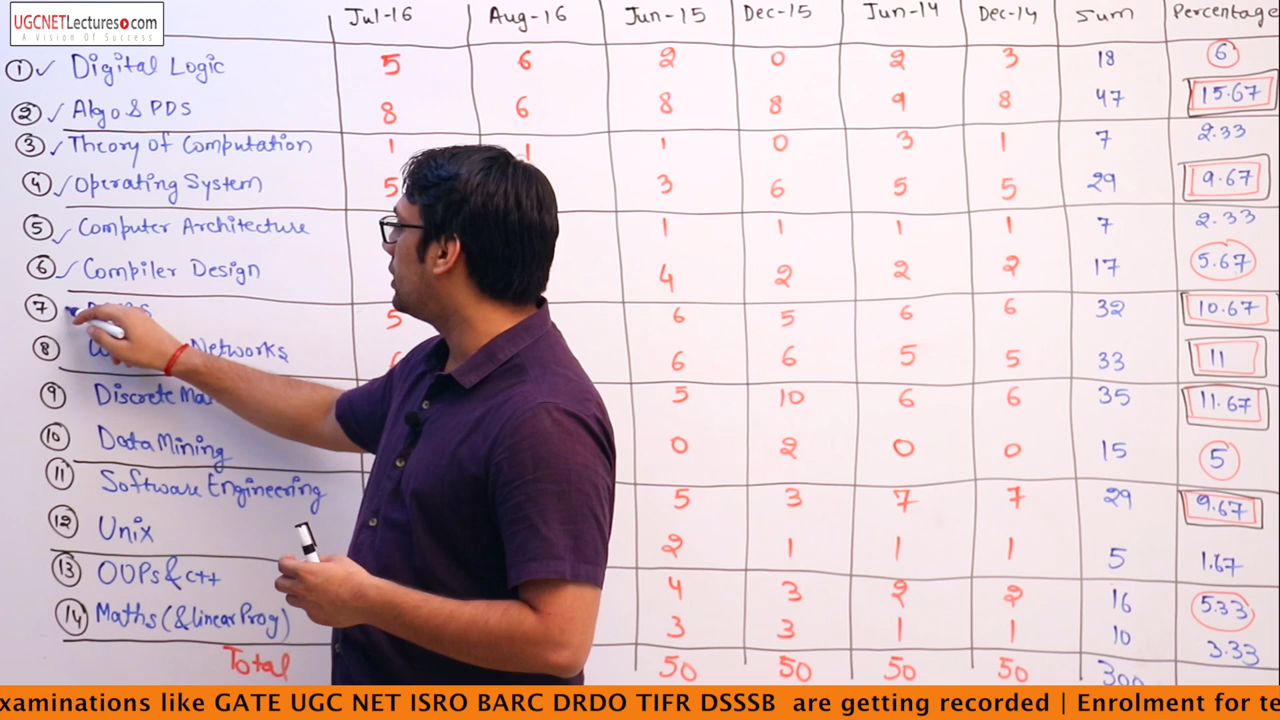 UGCNETLectures.com
A Vision Of Success
Jul-16 Aug-16 Jun-15 Dec-15 Jun-14 Dec-14 Sum Percentage
1 ✓ Digital Logic 5 6 2 0 2 3 18 6
2 ✓ Algo & PDS 8 6 8 8 9 8 47 15.67
3 ✓ Theory of Computation 1 1 1 0 3 1 7 2.33
4 ✓ Operating System 5 3 6 5 5 29 9.67
5 ✓ Computer Architecture 1 1 1 1 7 2.33
6 ✓ Compiler Design 4 2 2 2 17 5.67
7 5 6 5 6 6 32 10.67
8 Networks 6 6 5 5 33 11
9 Discrete 5 10 6 6 35 11.67
10 Data Mining 0 2 0 0 15 5
11 Software Engineering 5 3 7 7 29 9.67
12 Unix 2 1 1 1 5 1.67
13 OOPs & C++ 4 3 2 2 16 5.33
14 Maths (& linear Prog) 3 3 1 1 10 3.33
Total 50 50 50 50 300
xaminations like GATE UGC NET ISRO BARC DRDO TIFR DSSSB are getting recorded | Enrolment for te